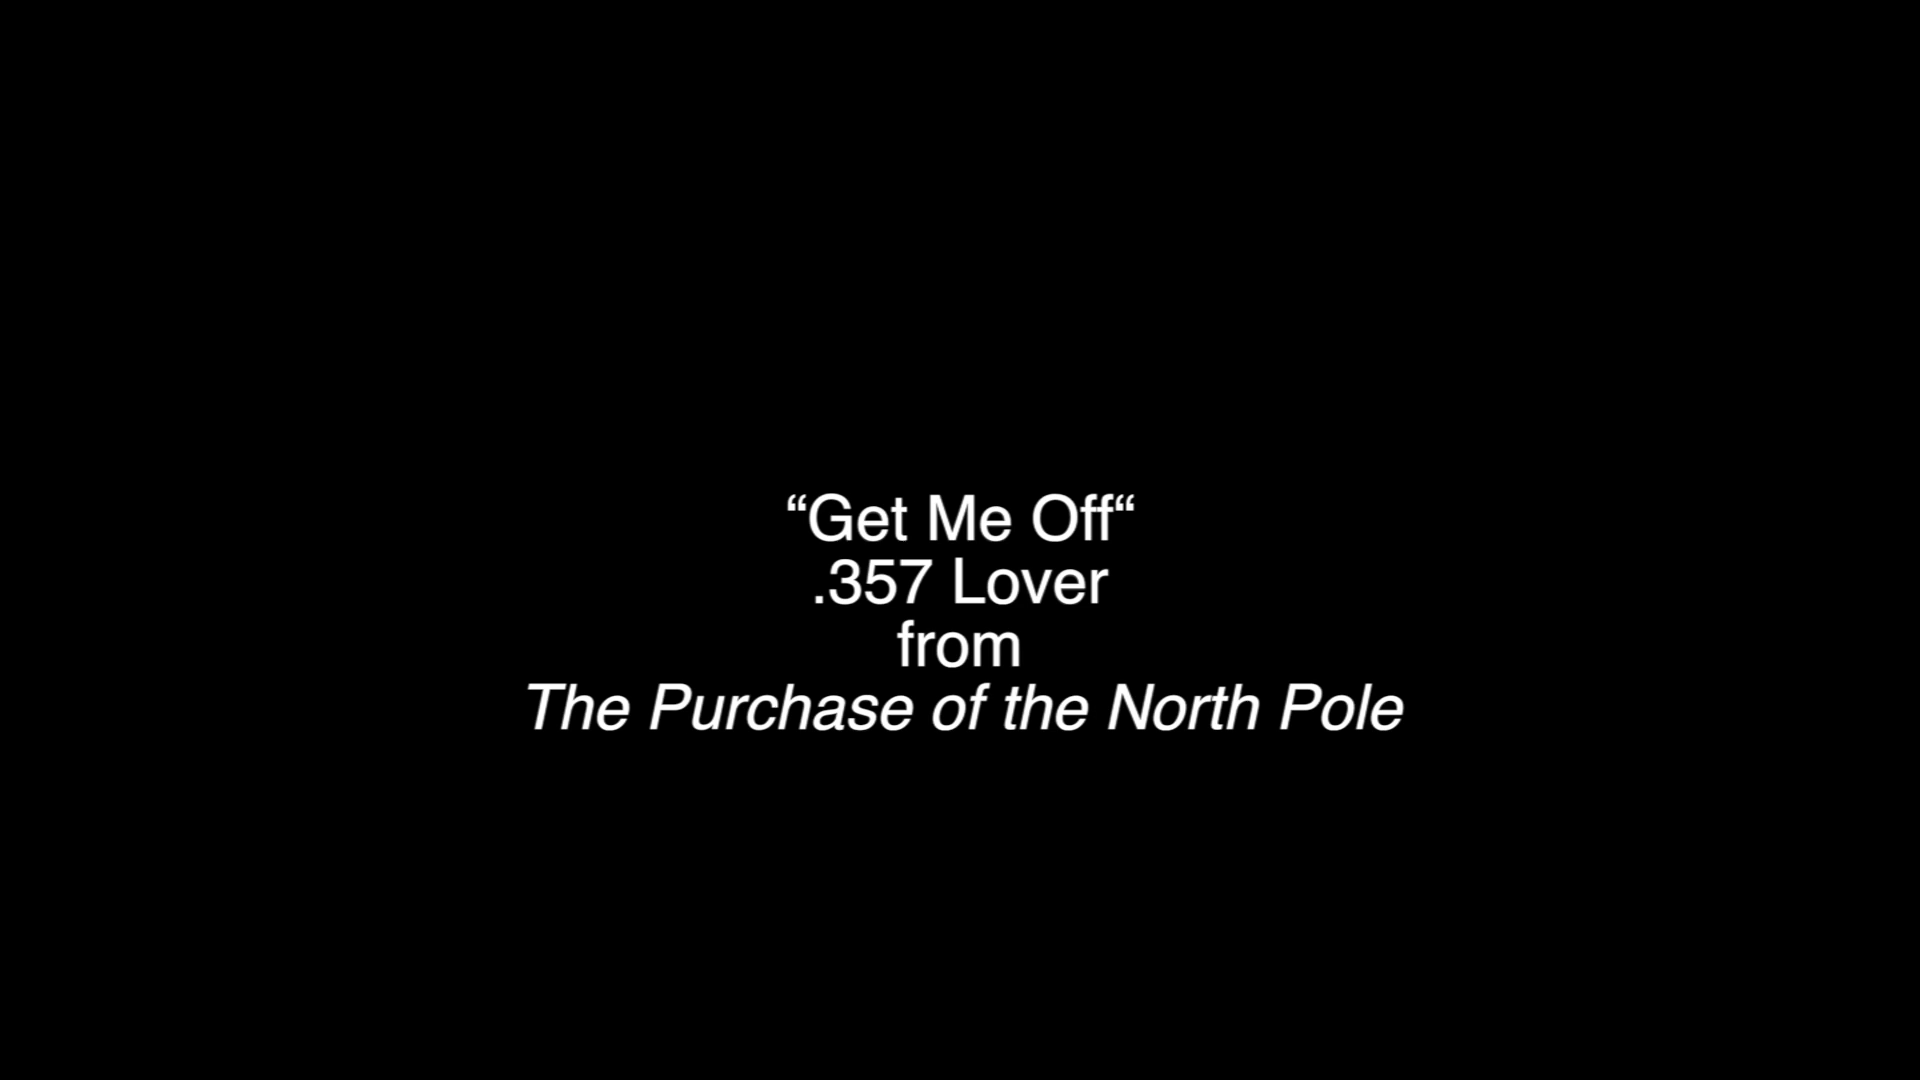 “Get Me Off“
.357 Lover
from
The Purchase of the North Pole